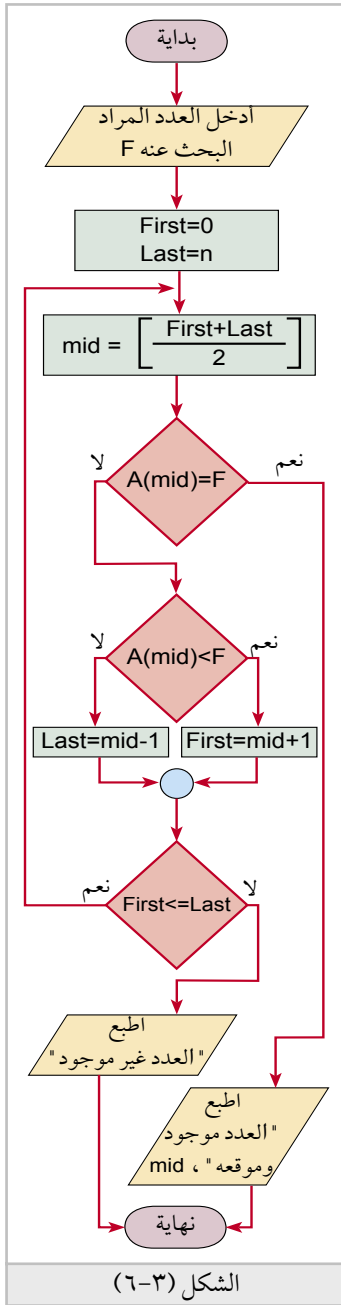 بداية
أدخل العدد المراد
البحث عنه F
First=0
Last=n
mid = [ First+Last
2 ]
لا
نعم
A(mid)=F
لا
نعم
A(mid)<F
Last=mid-1
First=mid+1
نعم
لا
First<=Last
اطبع
"العدد غير موجود"
اطبع
"العدد موجود
وموقعه" ، mid
نهاية
الشكل (٣-٦)